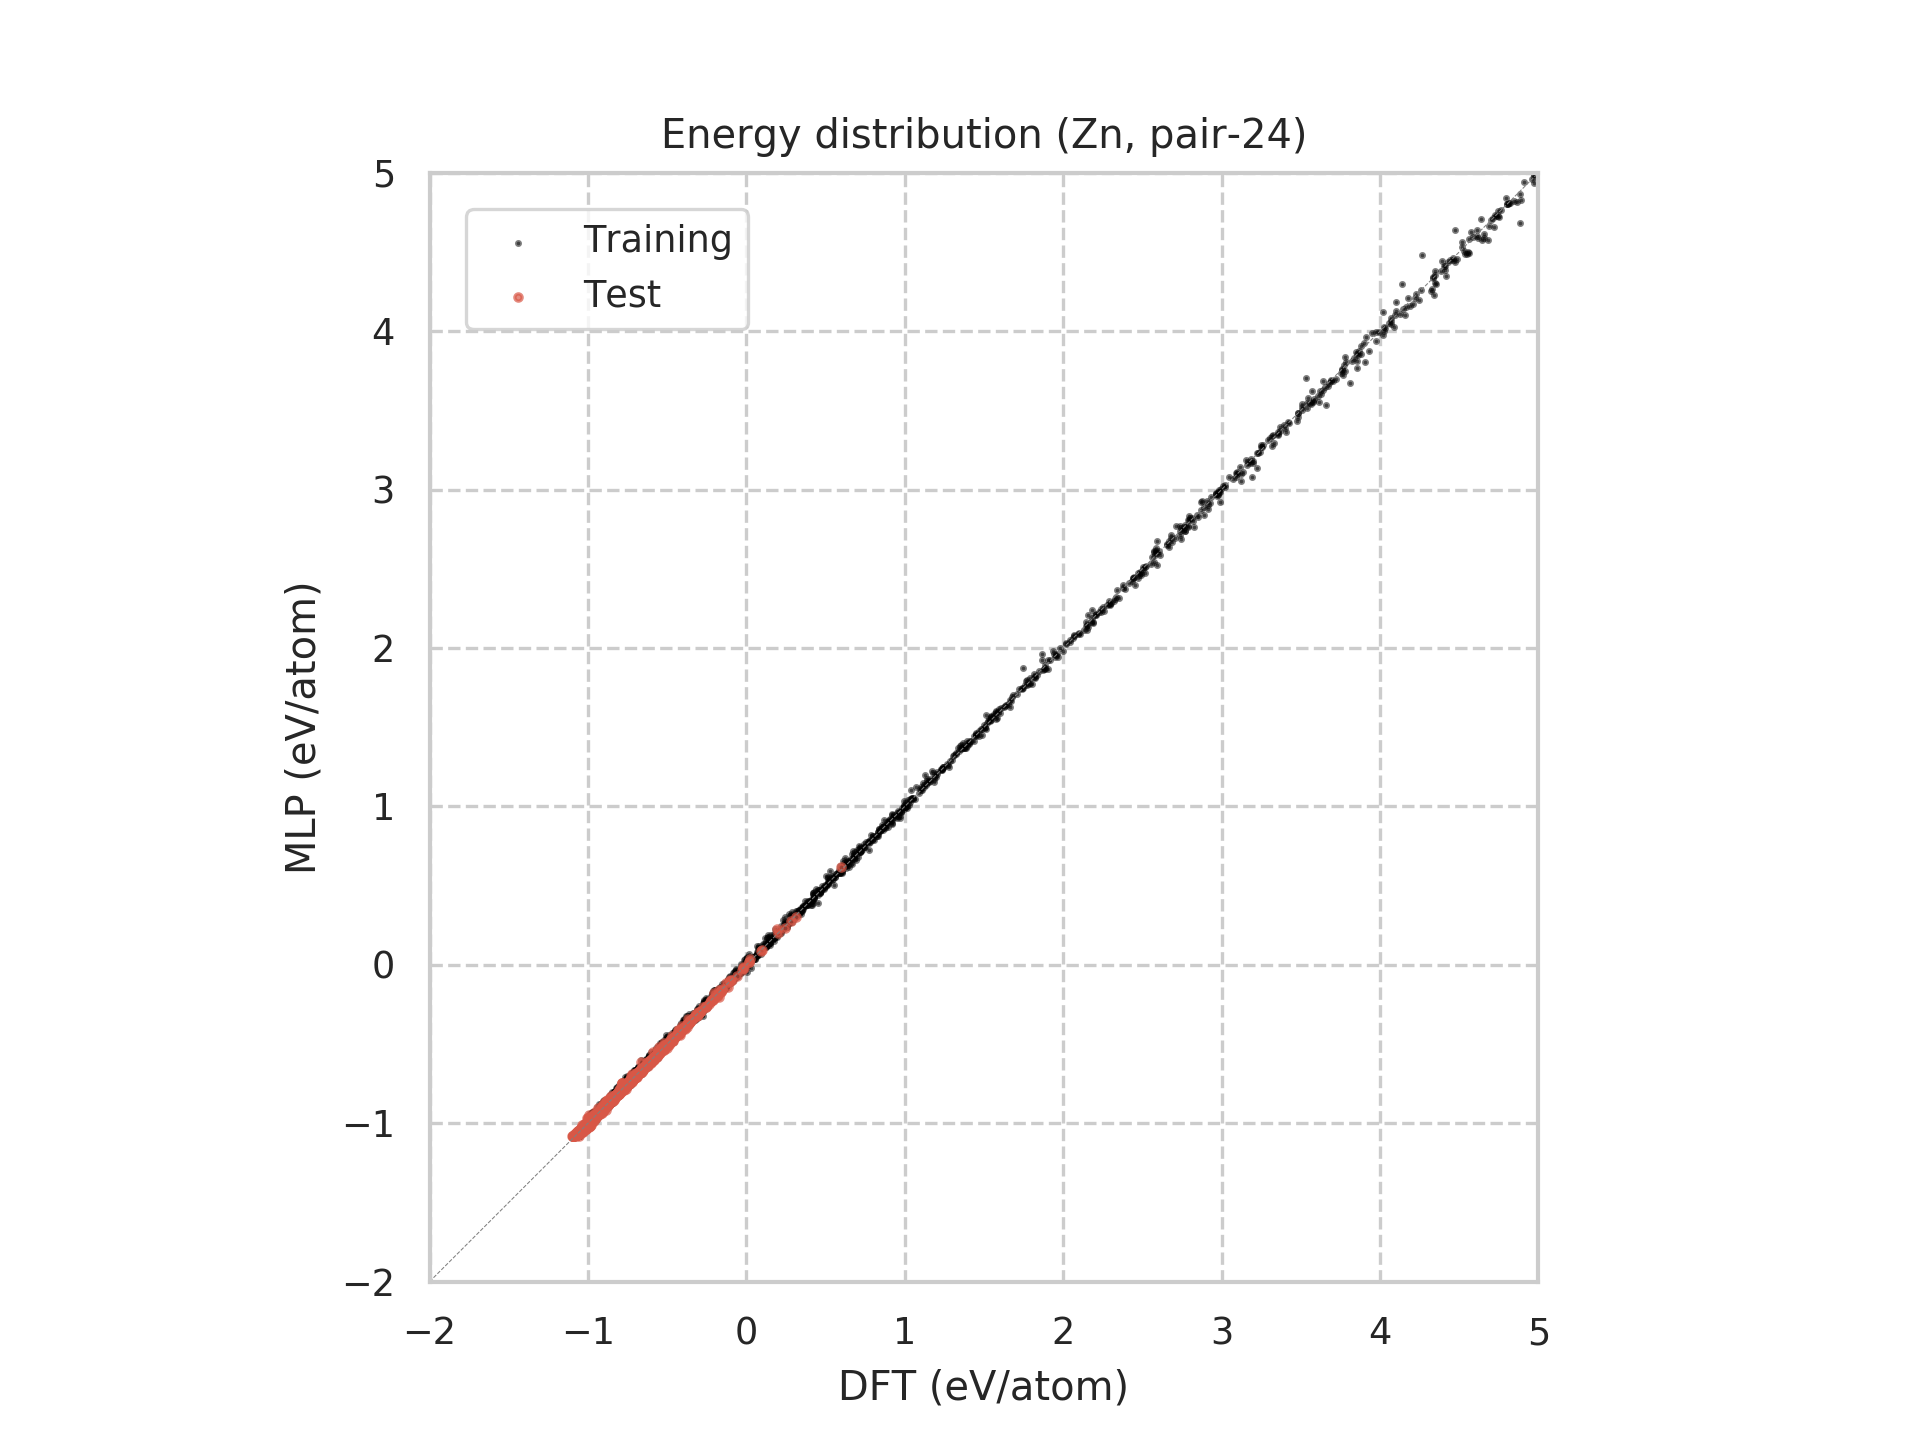 Energy distribution (Zn, pair-24)
Training
Test
5
4
3
2
1
0
−1
−2
MLP (eV/atom)
−2 −1 0 1 2 3 4 5
DFT (eV/atom)